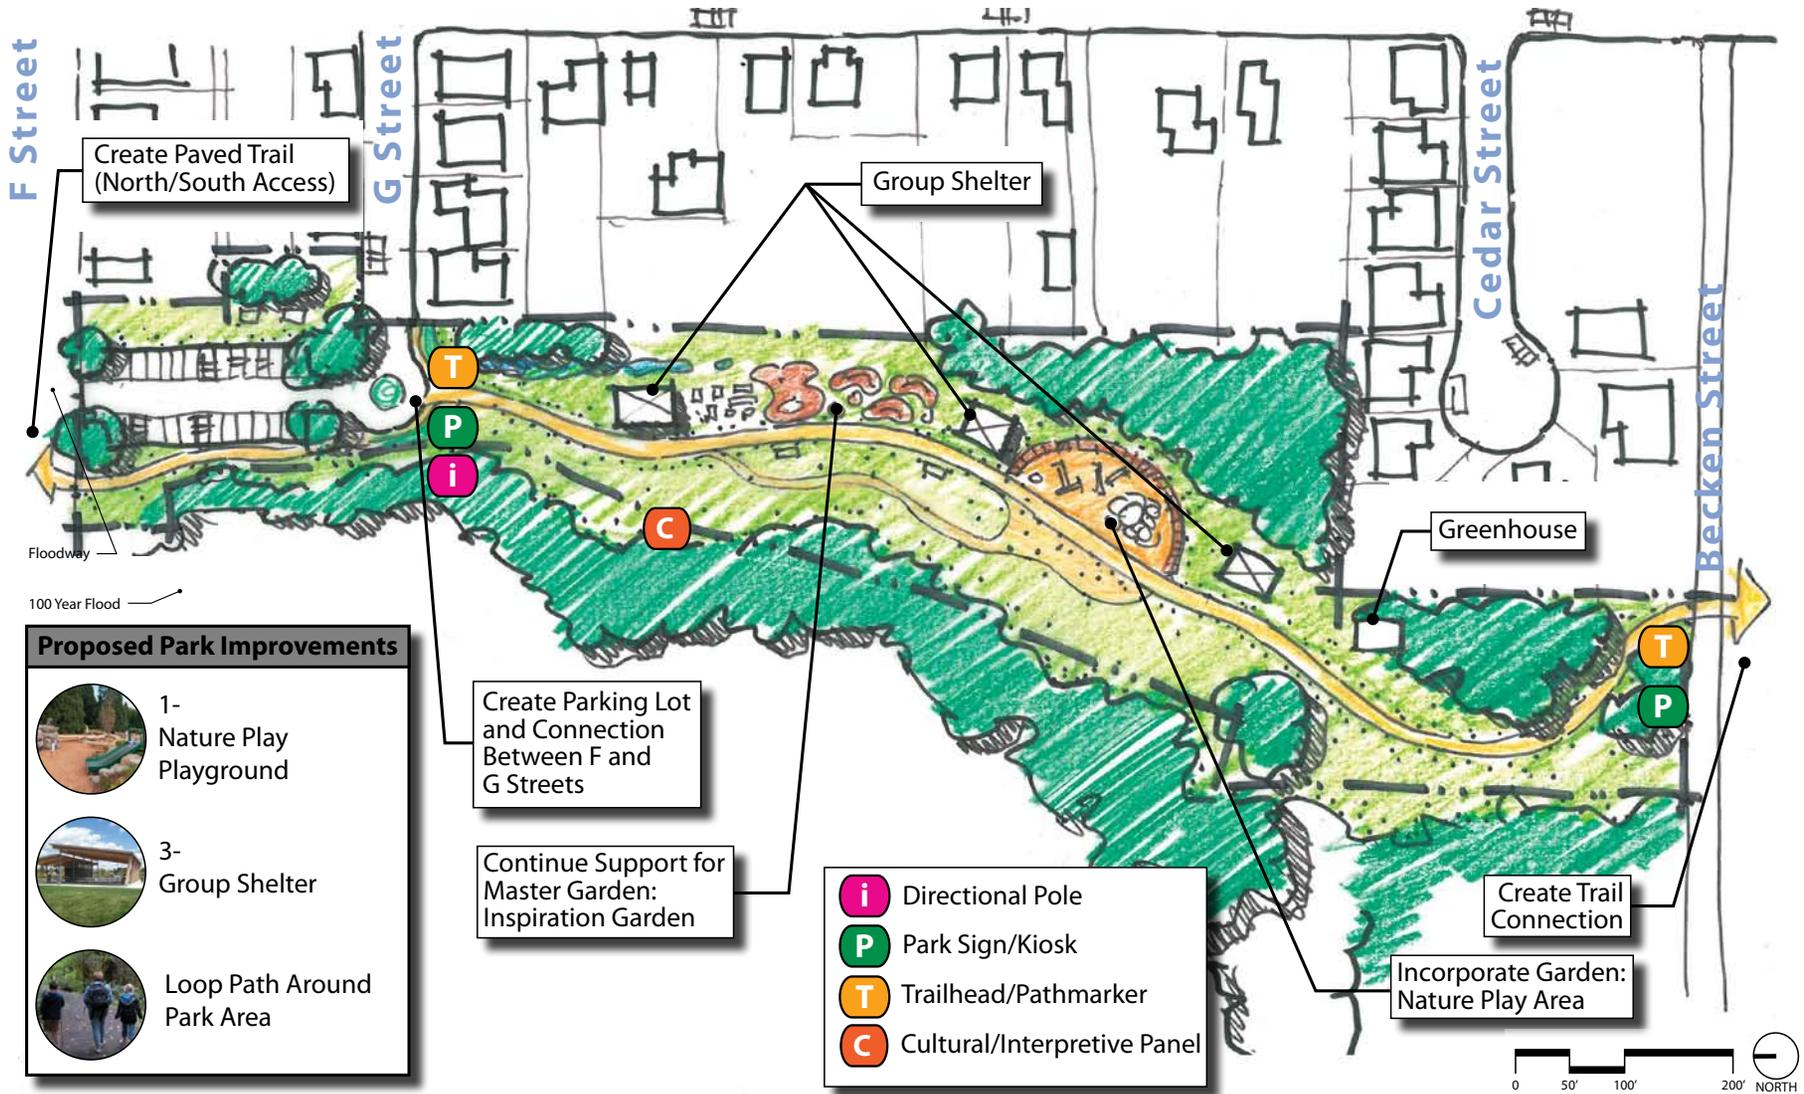 F Street
G Street
Cedar Street
Becken Street
Create Paved Trail
(North/South Access)
Group Shelter
T
P
i
C
Greenhouse
T
P
Floodway
100 Year Flood
Proposed Park Improvements
1-
Nature Play
Playground
3-
Group Shelter
Loop Path Around
Park Area
Create Parking Lot
and Connection
Between F and
G Streets
Continue Support for
Master Garden:
Inspiration Garden
i Directional Pole
P Park Sign/Kiosk
T Trailhead/Pathmarker
C Cultural/Interpretive Panel
Create Trail
Connection
Incorporate Garden:
Nature Play Area
0 50' 100' 200'
NORTH